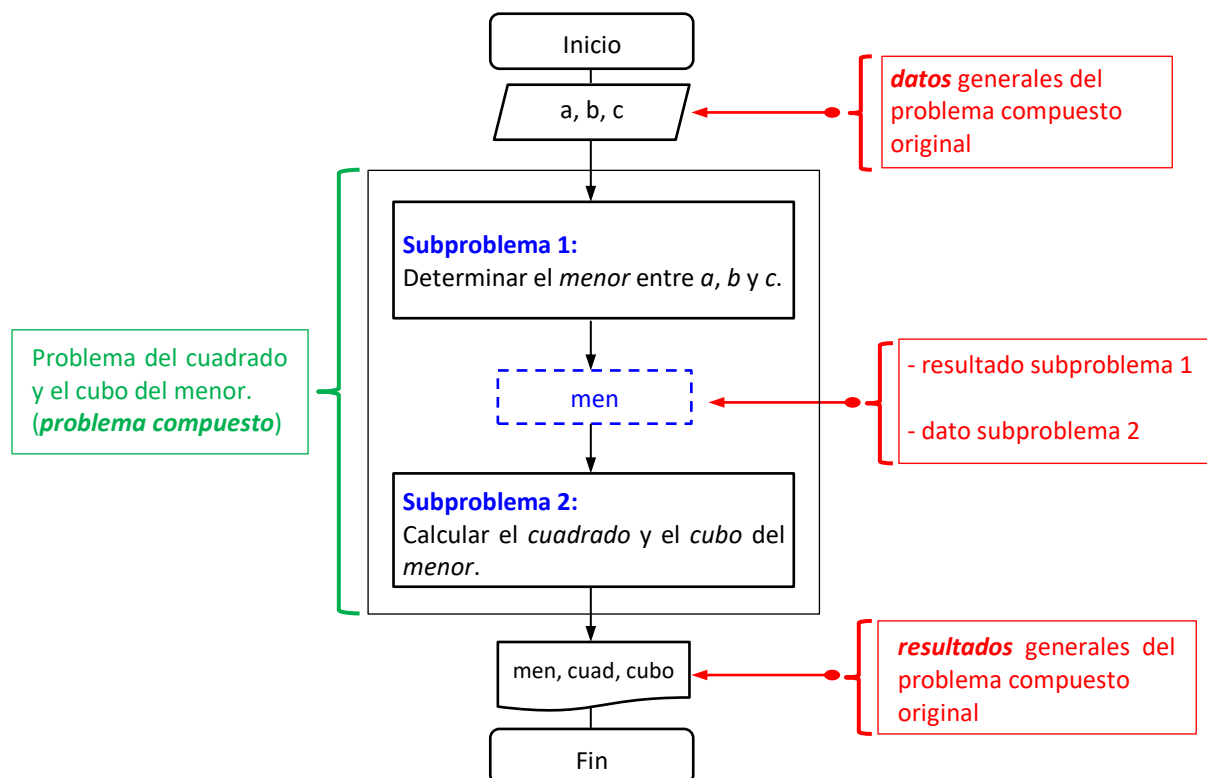 Inicio
a, b, c
datos generales del
problema compuesto
original
Subproblema 1:
Determinar el menor entre a, b y c.
Problema del cuadrado
y el cubo del menor.
(problema compuesto)
men
- resultado subproblema 1
- dato subproblema 2
Subproblema 2:
Calcular el cuadrado y el cubo del
menor.
men, cuad, cubo
resultados generales del
problema compuesto
original
Fin